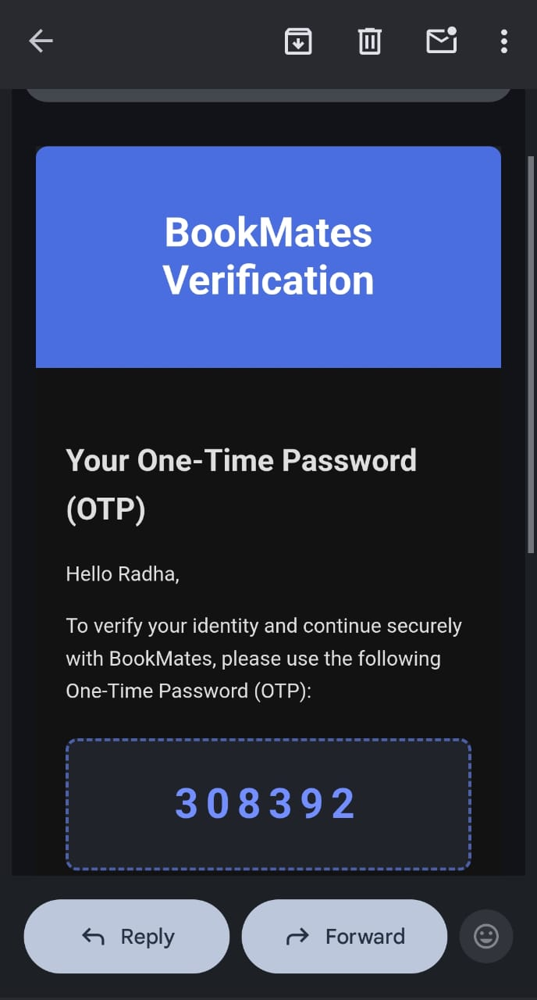 BookMates
Verification
Your One-Time Password
(OTP)
Hello Radha,
To verify your identity and continue securely
with BookMates, please use the following
One-Time Password (OTP):
308392
Reply
Forward